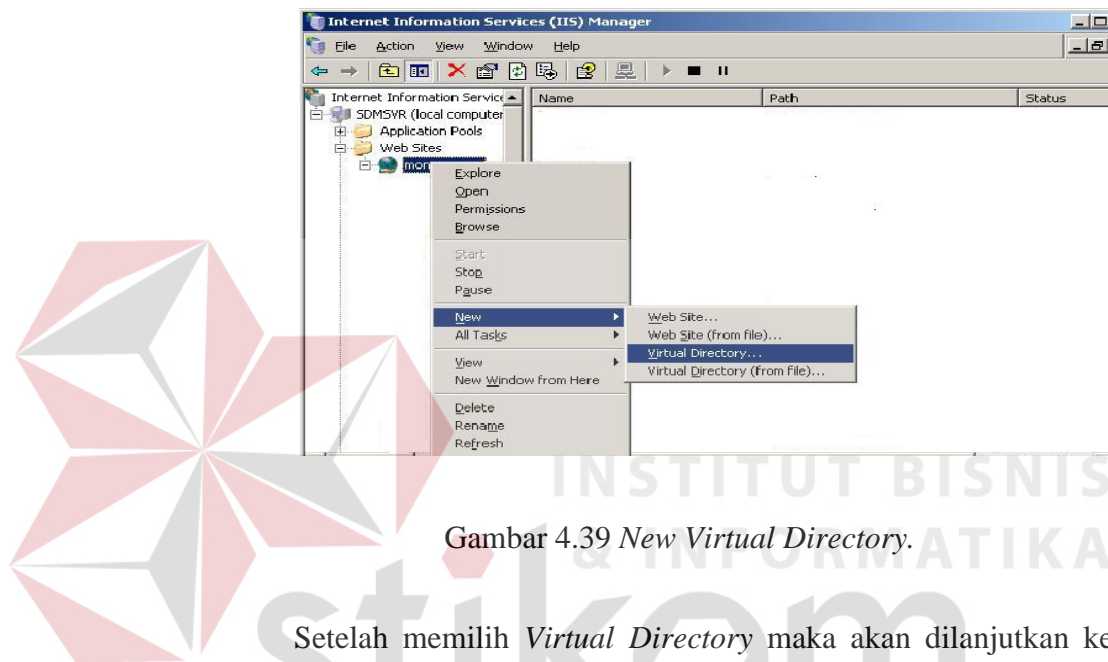 Internet Information Services (IIS) Manager
File Action View Window Help
Internet Information Service
SDMSVR (local computer
Application Pools
Web Sites
Name Path Status
Explore
Open
Permissions
Browse
Start
Stop
Pause
New
All Tasks
View
New Window from Here
Delete
Rename
Refresh
Web Site...
Web Site (from file)...
Virtual Directory...
Virtual Directory (from file)...
INSTITUT BISNIS
Gambar 4.39 New Virtual Directory.
& INFORMATIKA
stikom
Setelah memilih Virtual Directory maka akan dilanjutkan ke